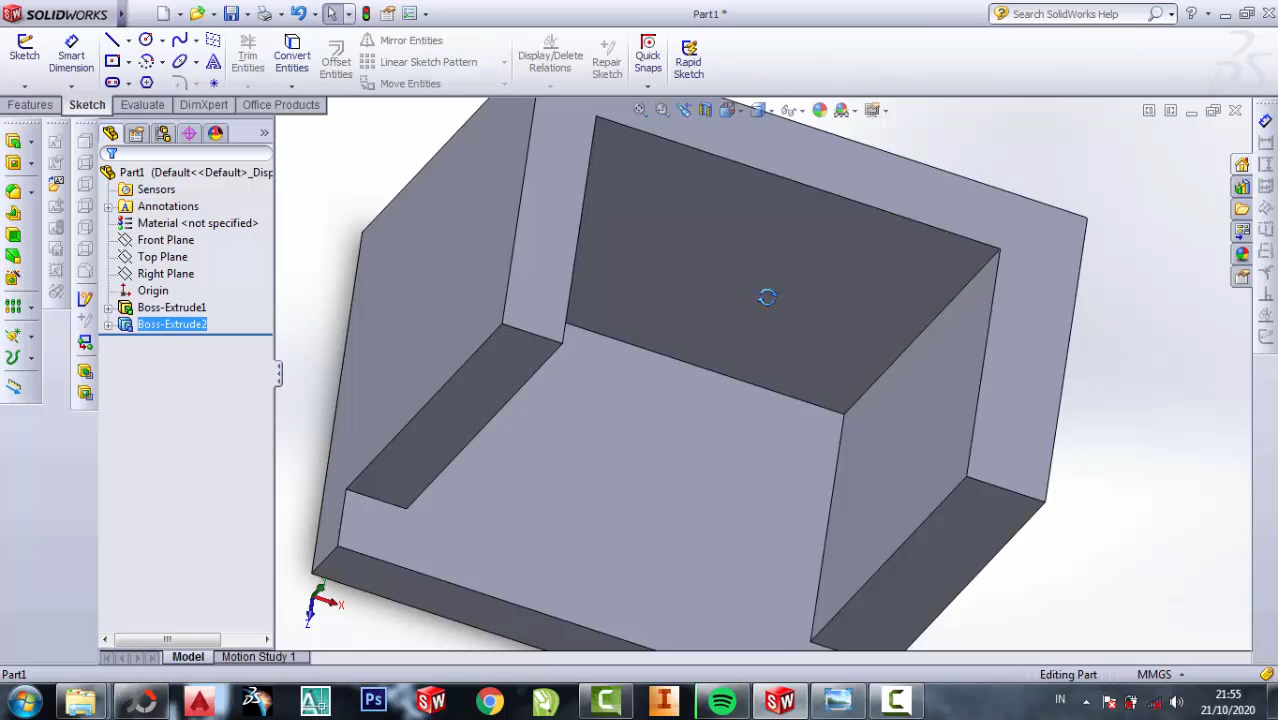 SOLIDWORKS
Part1 *
Search SolidWorks Help
Sketch
Smart Dimension
Trim Entities
Convert Entities
Offset Entities
Mirror Entities
Linear Sketch Pattern
Move Entities
Display/Delete Relations
Repair Sketch
Quick Snaps
Rapid Sketch
Features
Sketch
Evaluate
DimXpert
Office Products
Part1 (Default<<Default>_Disp
Sensors
Annotations
Material <not specified>
Front Plane
Top Plane
Right Plane
Origin
Boss-Extrude1
Boss-Extrude2
X
Z
Model
Motion Study 1
Part1
Editing Part
MMGS
IN
21:55
21/10/2020